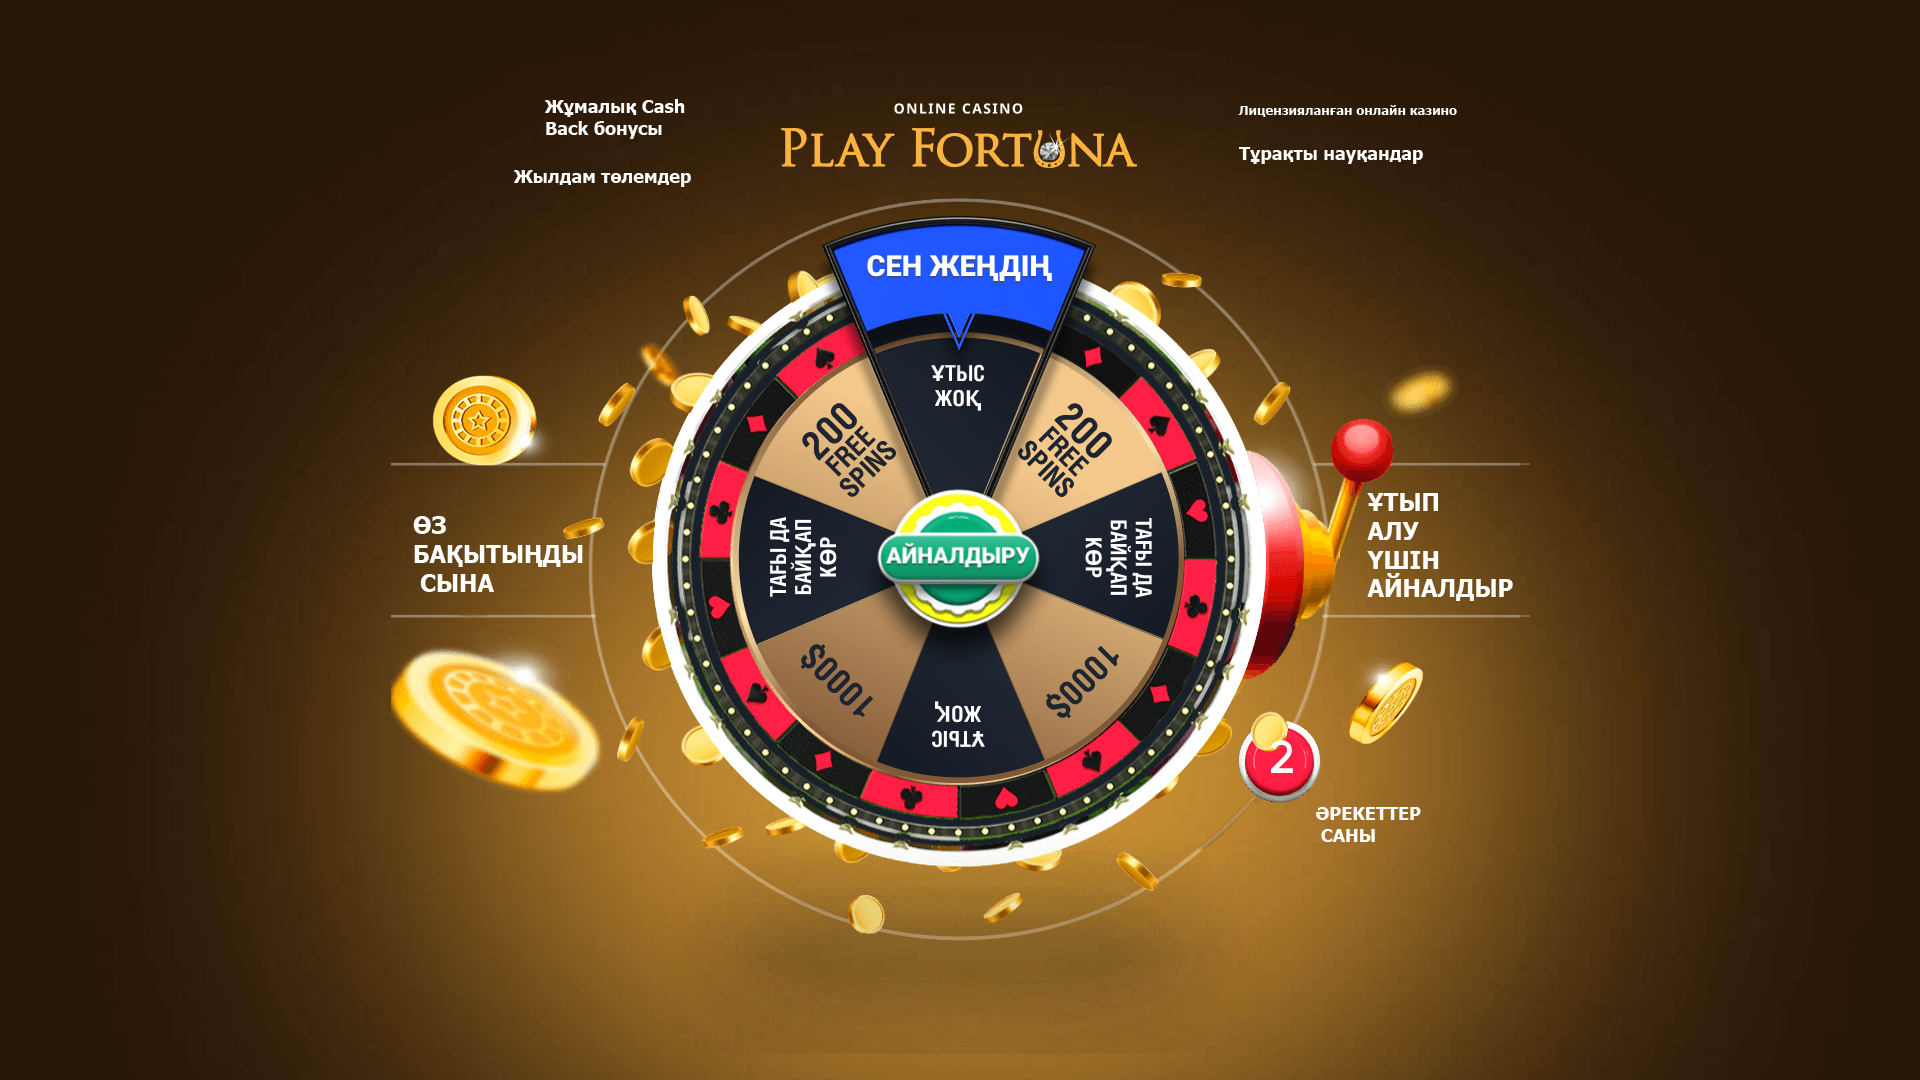 Жұмалық Cash
Back бонусы
Жылдам төлемдер
ONLINE CASINO
PLAY FORTUNA
Лицензияланған онлайн казино
Тұрақты науқандар
СЕН ЖЕҢДІҢ
ҰТЫС
ЖОҚ
200
FREE
SPINS
200
FREE
SPINS
ТАҒЫ ДА
БАЙҚАП
КӨР
АЙНАЛДЫРУ
ТАҒЫ ДА
БАЙҚАП
КӨР
1000$
1000$
ҰТЫС
ЖОҚ
ӨЗ
БАҚЫТЫҢДЫ
СЫНА
ҰТЫП
АЛУ
ҮШІН
АЙНАЛДЫР
2
ӘРЕКЕТТЕР
САНЫ